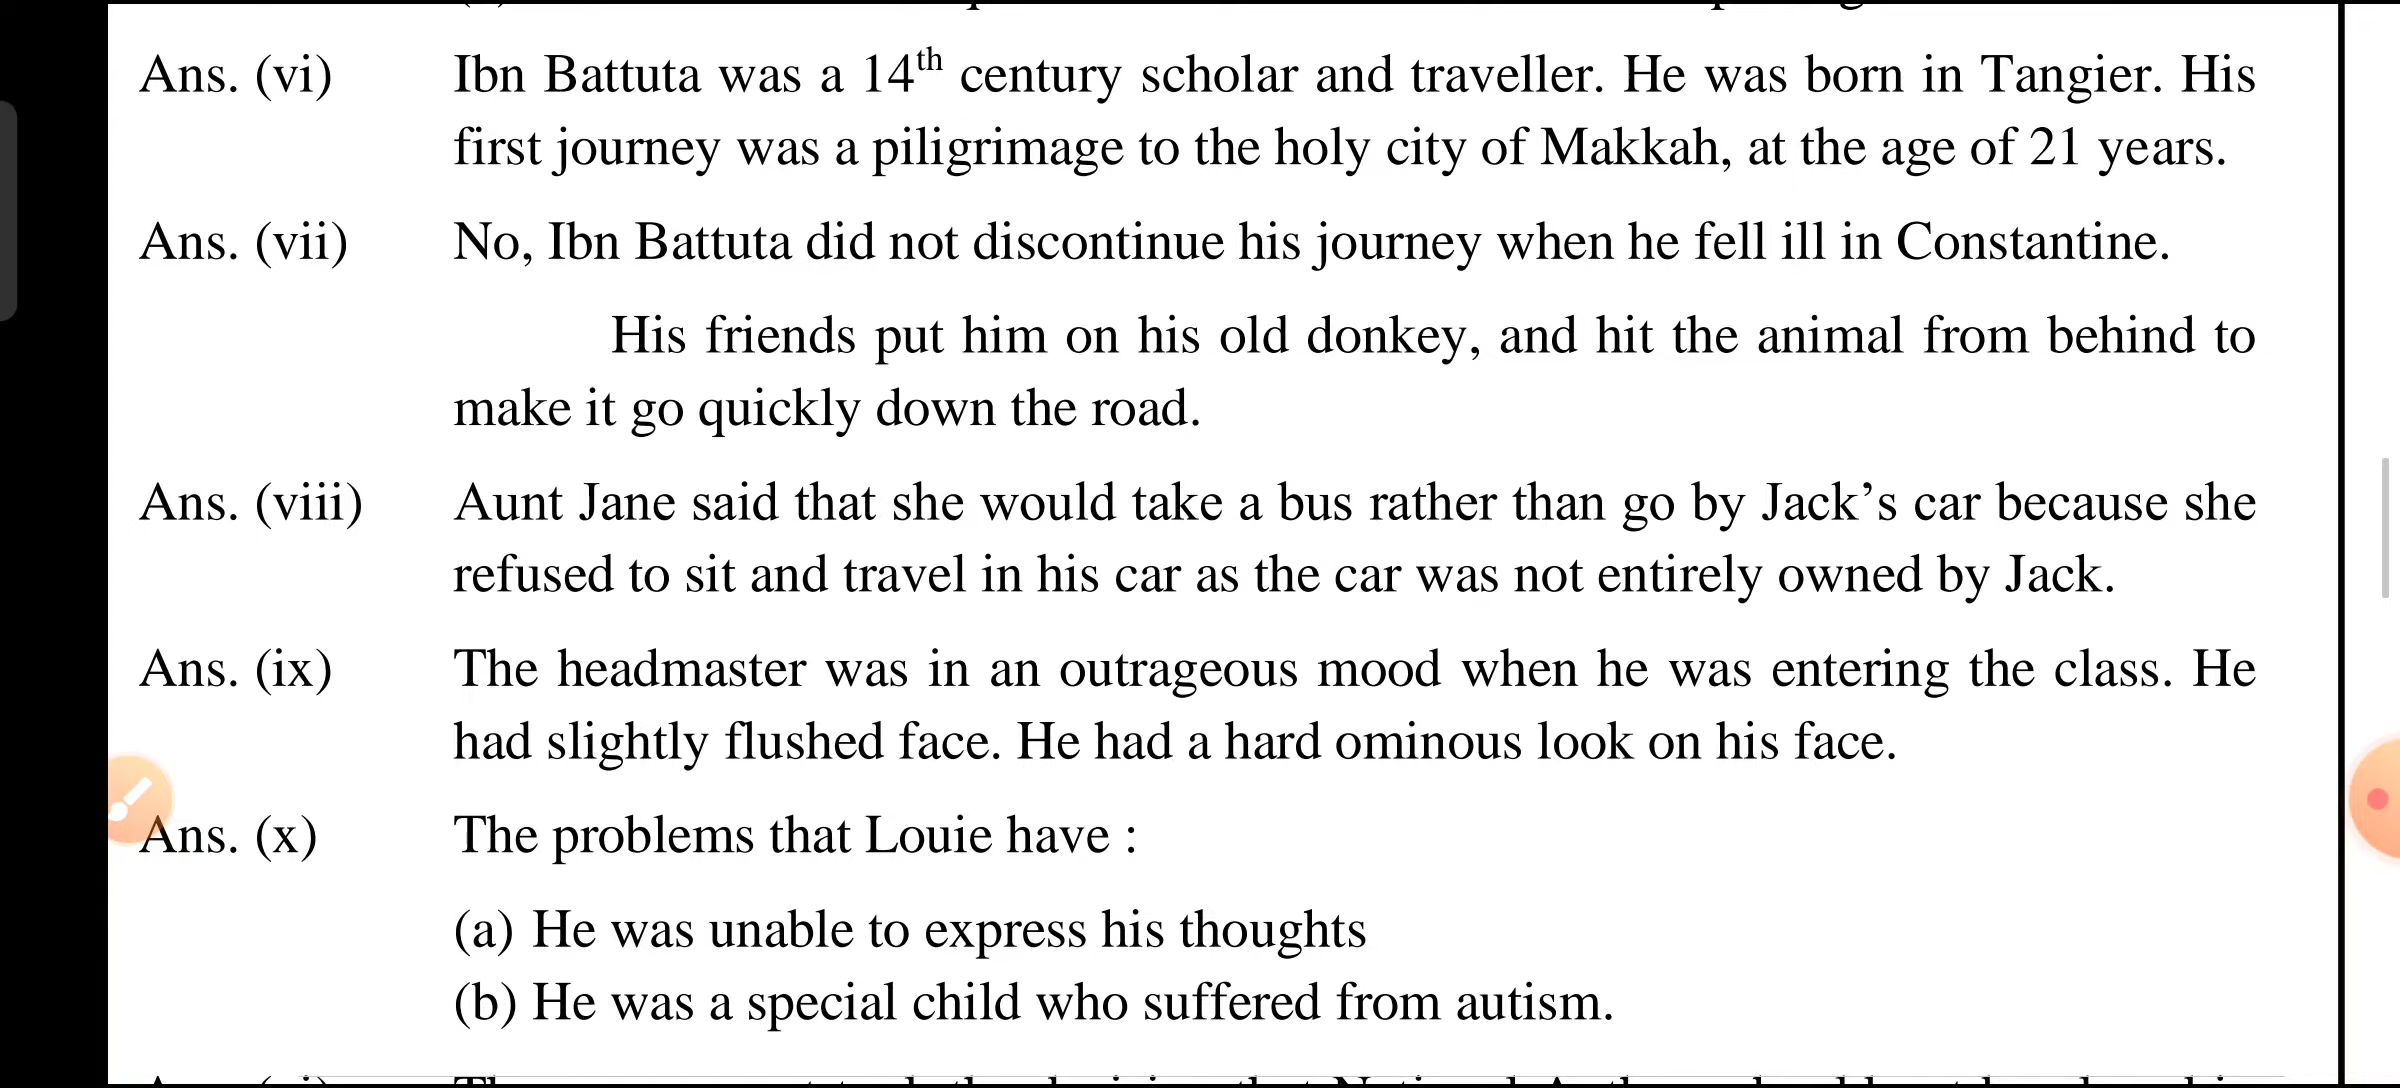 Ans. (vi) Ibn Battuta was a 14th century scholar and traveller. He was born in Tangier. His
first journey was a piligrimage to the holy city of Makkah, at the age of 21 years.
Ans. (vii) No, Ibn Battuta did not discontinue his journey when he fell ill in Constantine.
His friends put him on his old donkey, and hit the animal from behind to
make it go quickly down the road.
Ans. (viii) Aunt Jane said that she would take a bus rather than go by Jack’s car because she
refused to sit and travel in his car as the car was not entirely owned by Jack.
Ans. (ix) The headmaster was in an outrageous mood when he was entering the class. He
had slightly flushed face. He had a hard ominous look on his face.
Ans. (x) The problems that Louie have :
(a) He was unable to express his thoughts
(b) He was a special child who suffered from autism.